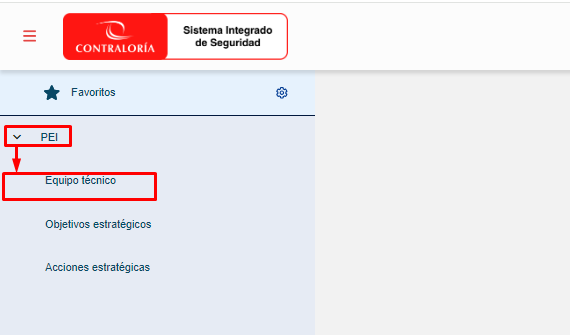 CONTRALORÍA
Sistema Integrado
de Seguridad
Favoritos
PEI
Equipo técnico
Objetivos estratégicos
Acciones estratégicas